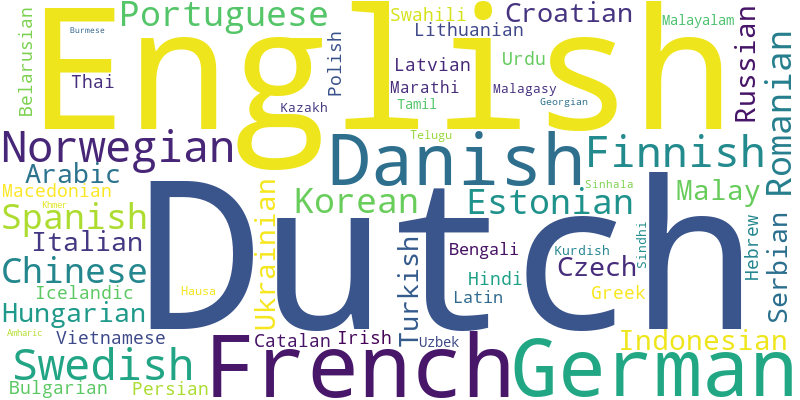 English
Portuguese
Swahili
Croatian
Malayalam
Burmese
Belarusian
Polish
Lithuanian
Russian
Romanian
Thai
Latvian
Urdu
Marathi
Malagasy
Kazakh
Tamil
Georgian
Norwegian
Danish
Telugu
Finnish
Arabic
Macedonian
Khmer
Korean
Estonian
Sinhala
Malay
Dutch
Spanish
Italian
Ukrainian
Turkish
Bengali
Kurdish
Sindhi
Hebrew
Serbian
Chinese
Czech
Hindi
Icelandic
Hausa
Latin
Greek
Hungarian
Amharic
Vietnamese
Catalan
Irish
Uzbek
Indonesian
Swedish
French
German
Bulgarian
Persian